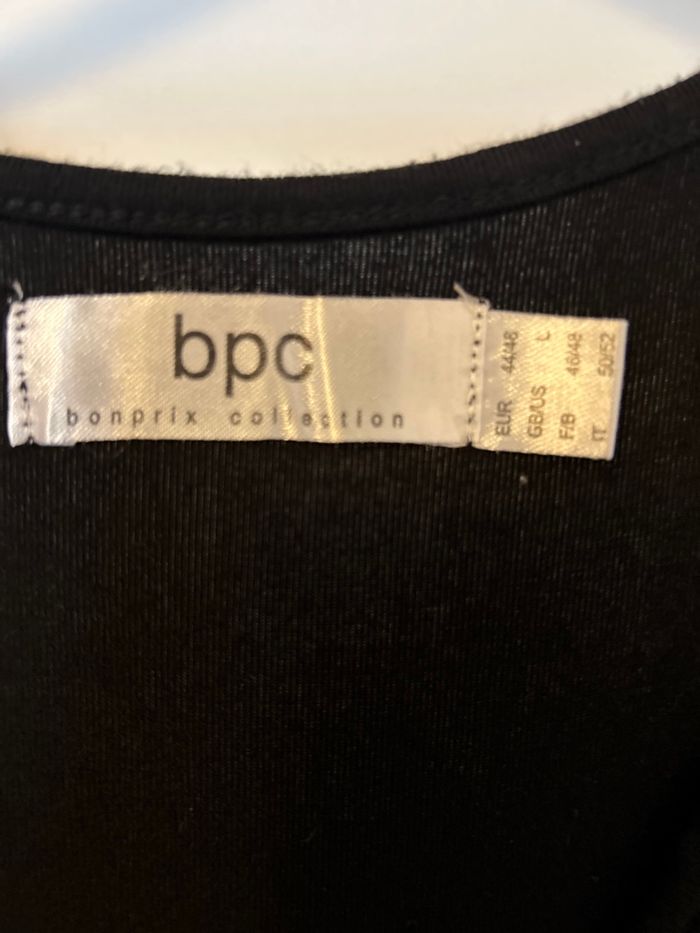 bpc
bonprix collection
EUR 44/46
GB/US L
F/B 46/48
IT 50/52